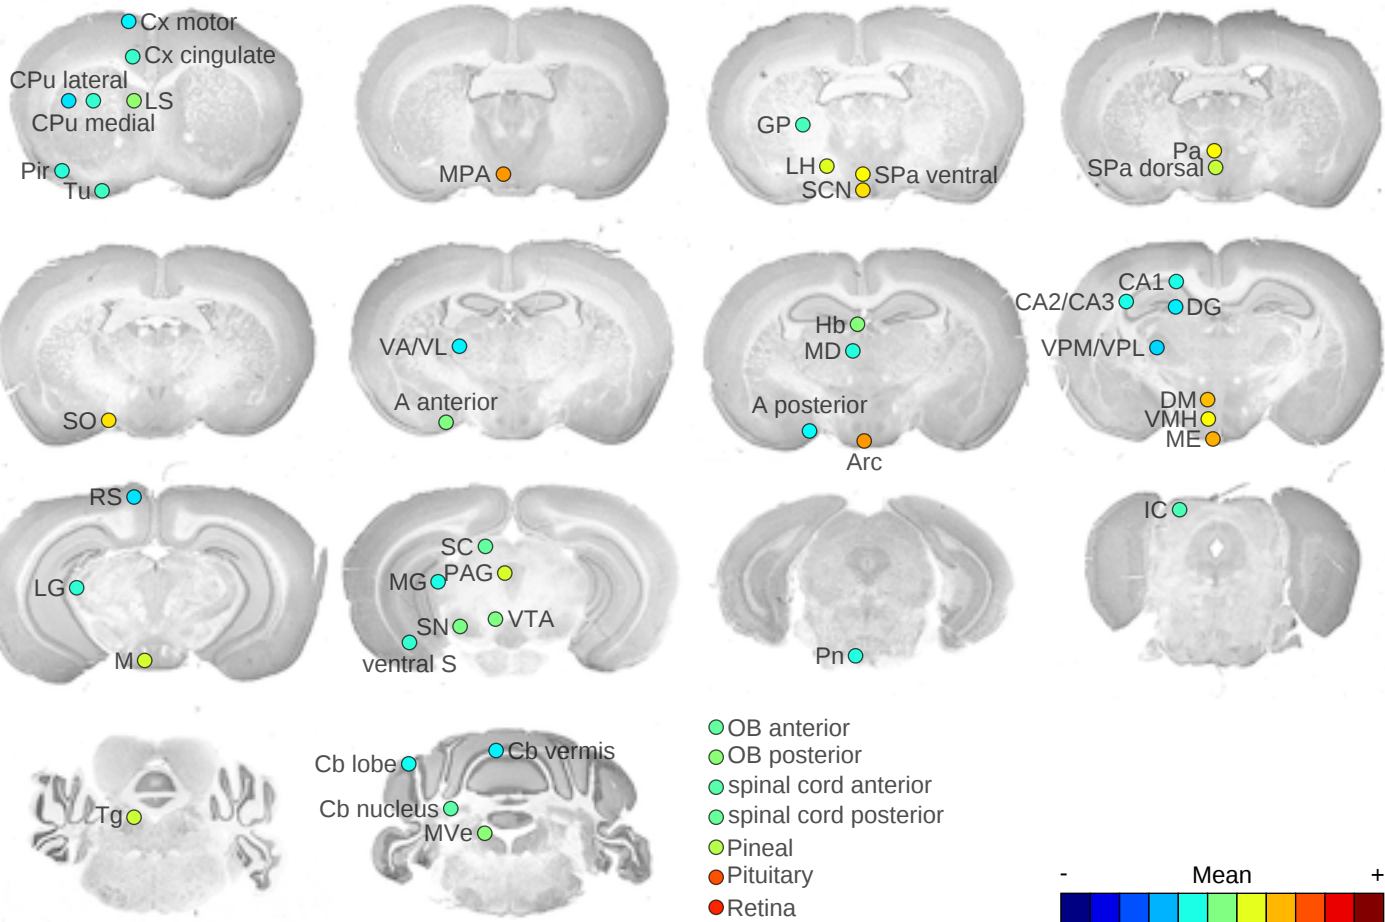 Cx motor
Cx cingulate
CPu lateral
LS
CPu medial
Pir
Tu
MPA
GP
LH
SPa ventral
SCN
Pa
SPa dorsal
SO
VA/VL
A anterior
Hb
MD
A posterior
Arc
CA1
CA2/CA3
DG
VPM/VPL
DM
VMH
ME
RS
LG
M
SC
MG
PAG
SN
VTA
ventral S
Pn
IC
Tg
Cb lobe
Cb vermis
Cb nucleus
MVe
OB anterior
OB posterior
spinal cord anterior
spinal cord posterior
Pineal
Pituitary
Retina
- Mean +